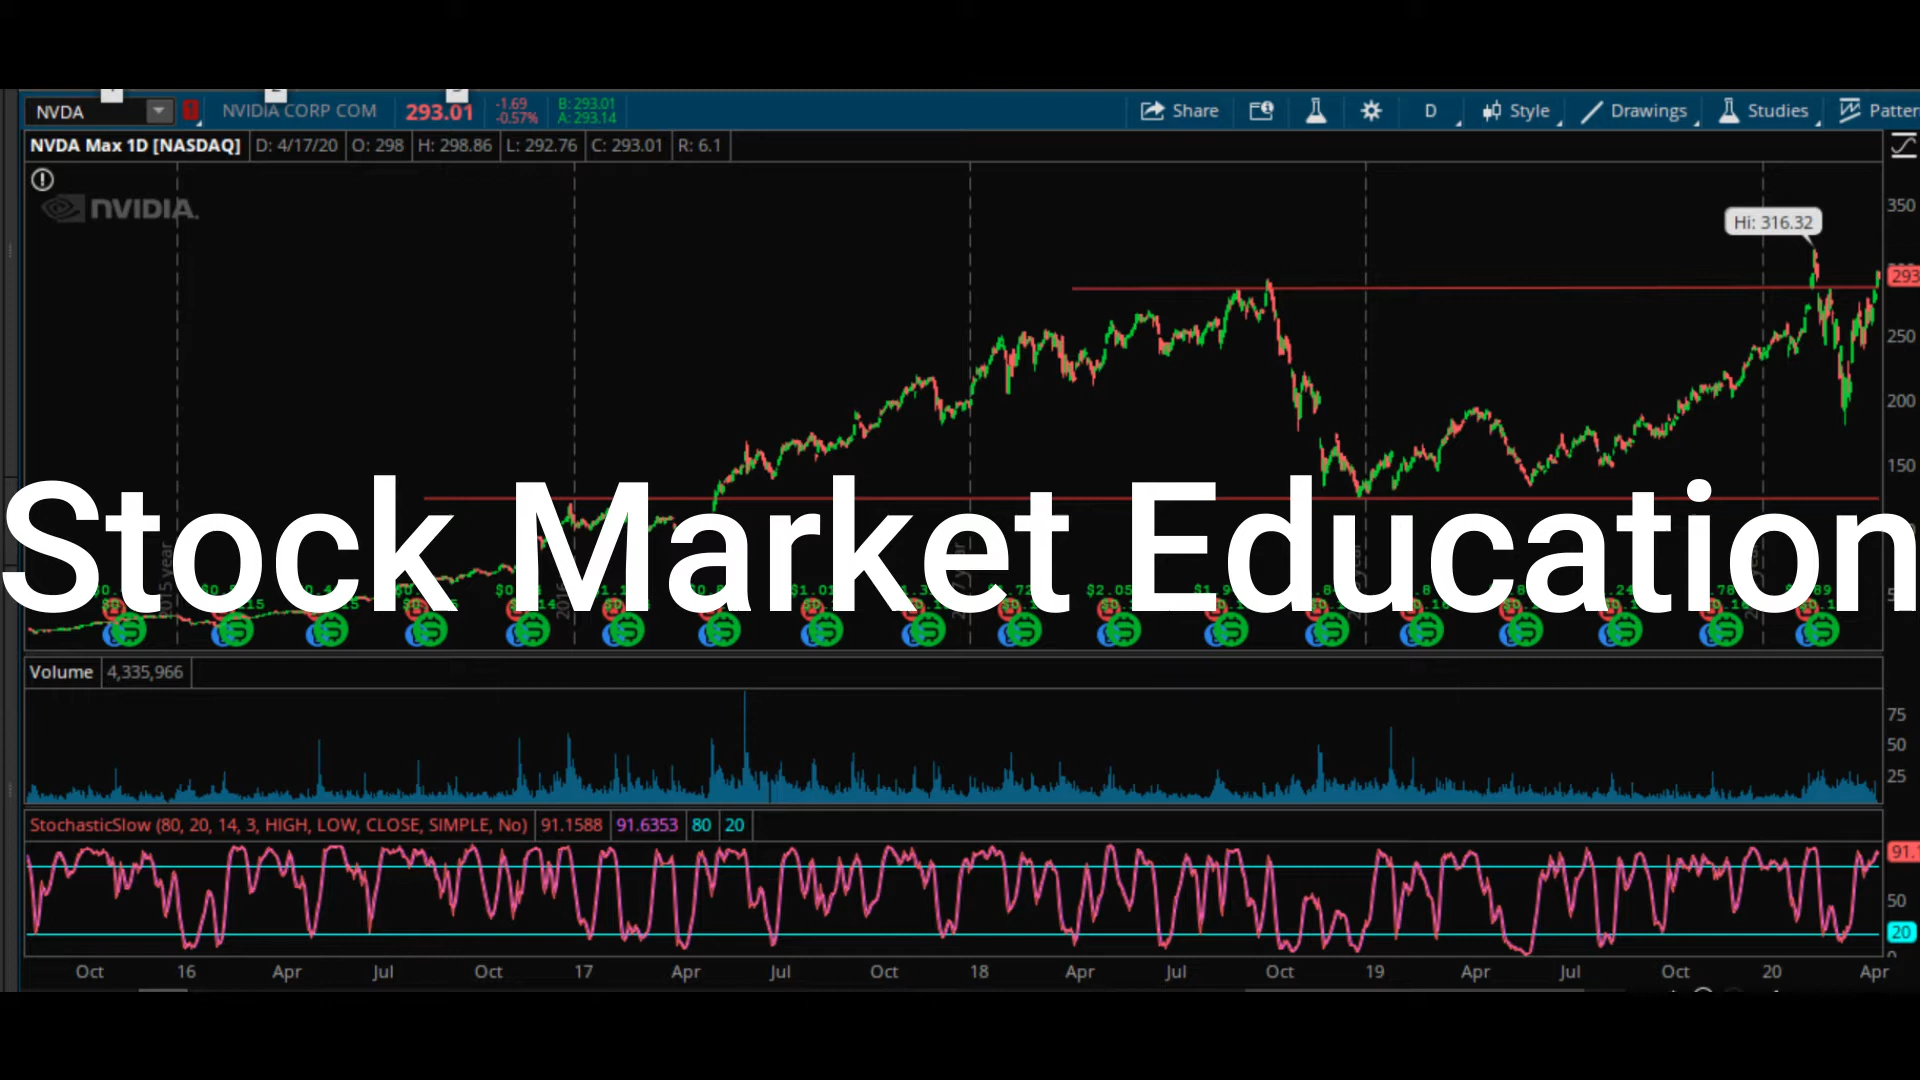 NVDA NVIDIA CORP COM 293.01 -1.69 B: 293.01 Share D Style Drawings Studies
-0.57% A: 293.14
NVDA Max 1D [NASDAQ] D: 4/17/20 O: 298 H: 298.86 L: 292.76 C: 293.01 R: 6.1
NVIDIA.
350
Hi: 316.32
293
250
200
150
Stock Market Education
Volume 4,335,966
75
50
25
StochasticSlow (80, 20, 14, 3, HIGH, LOW, CLOSE, SIMPLE, No) 91.1588 91.6353 80 20
50
20
Oct 16 Apr Jul Oct 17 Apr Jul Oct 18 Apr Jul Oct 19 Apr Jul Oct 20 Apr